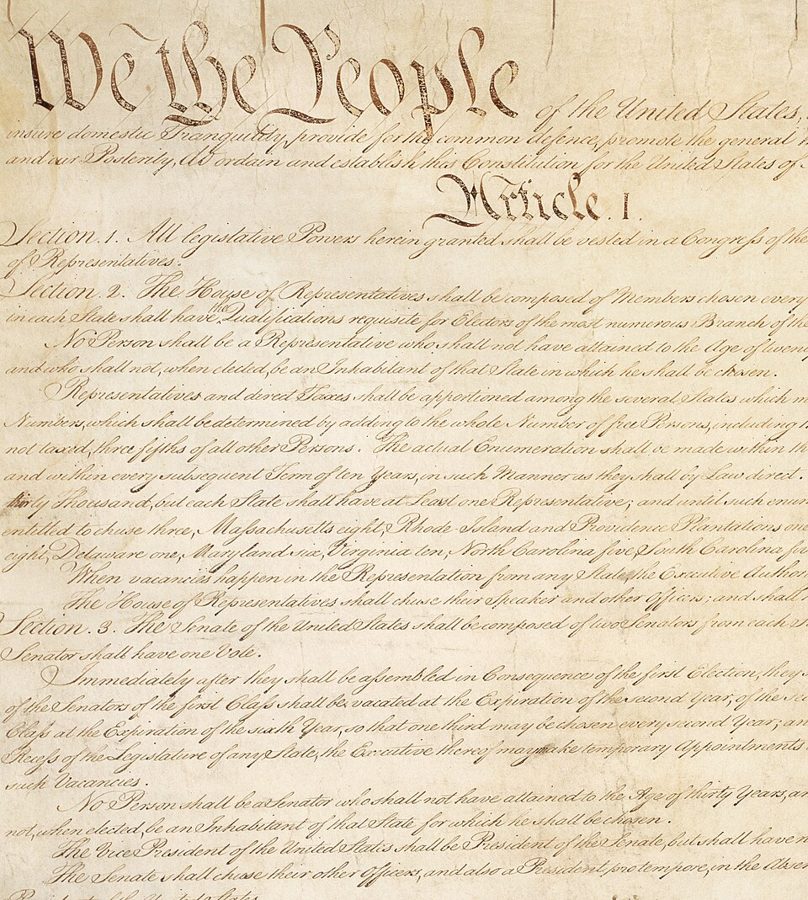 We the People of the United States,
insure domestic Tranquility, provide for the common defence, promote the general
and our Posterity, do ordain and establish this Constitution for the United States of
Article. I.
Section. 1. All legislative Powers herein granted shall be vested in a Congress of the
of Representatives.
Section. 2. The House of Representatives shall be composed of Members chosen every
in each State shall have the Qualifications requisite for Electors of the most numerous Branch of the
No Person shall be a Representative who shall not have attained to the Age of twenty
and who shall not, when elected, be an Inhabitant of that State in which he shall be chosen.
Representatives and direct Taxes shall be apportioned among the several States which
Numbers, which shall be determined by adding to the whole Number of free Persons, including
not taxed, three fifths of all other Persons. The actual Enumeration shall be made within
and within every subsequent Term of ten Years, in such Manner as they shall by Law direct.
thirty Thousand, but each State shall have at Least one Representative; and until such
entitled to chuse three, Massachusetts eight, Rhode Island and Providence Plantations
eight, Delaware one, Maryland six, Virginia ten, North Carolina five South Carolina
When vacancies happen in the Representation from any State, the Executive
The House of Representatives shall chuse their Speaker and other Officers; and shall
Section. 3. The Senate of the United States shall be composed of two Senators from each
Senator shall have one Vote.
Immediately after they shall be assembled in Consequence of the first Election, they
of the Senators of the first Class shall be vacated at the Expiration of the second Year, of the
Class at the Expiration of the sixth Year, so that one third may be chosen every second Year;
Recess of the Legislature of any State, the Executive thereof may make temporary Appointments
such Vacancies.
No Person shall be a Senator who shall not have attained to the Age of thirty Years,
not, when elected, be an Inhabitant of that State for which he shall be chosen.
The Vice President of the United States shall be President of the Senate, but shall have
The Senate shall chuse their other Officers, and also a President pro tempore, in the